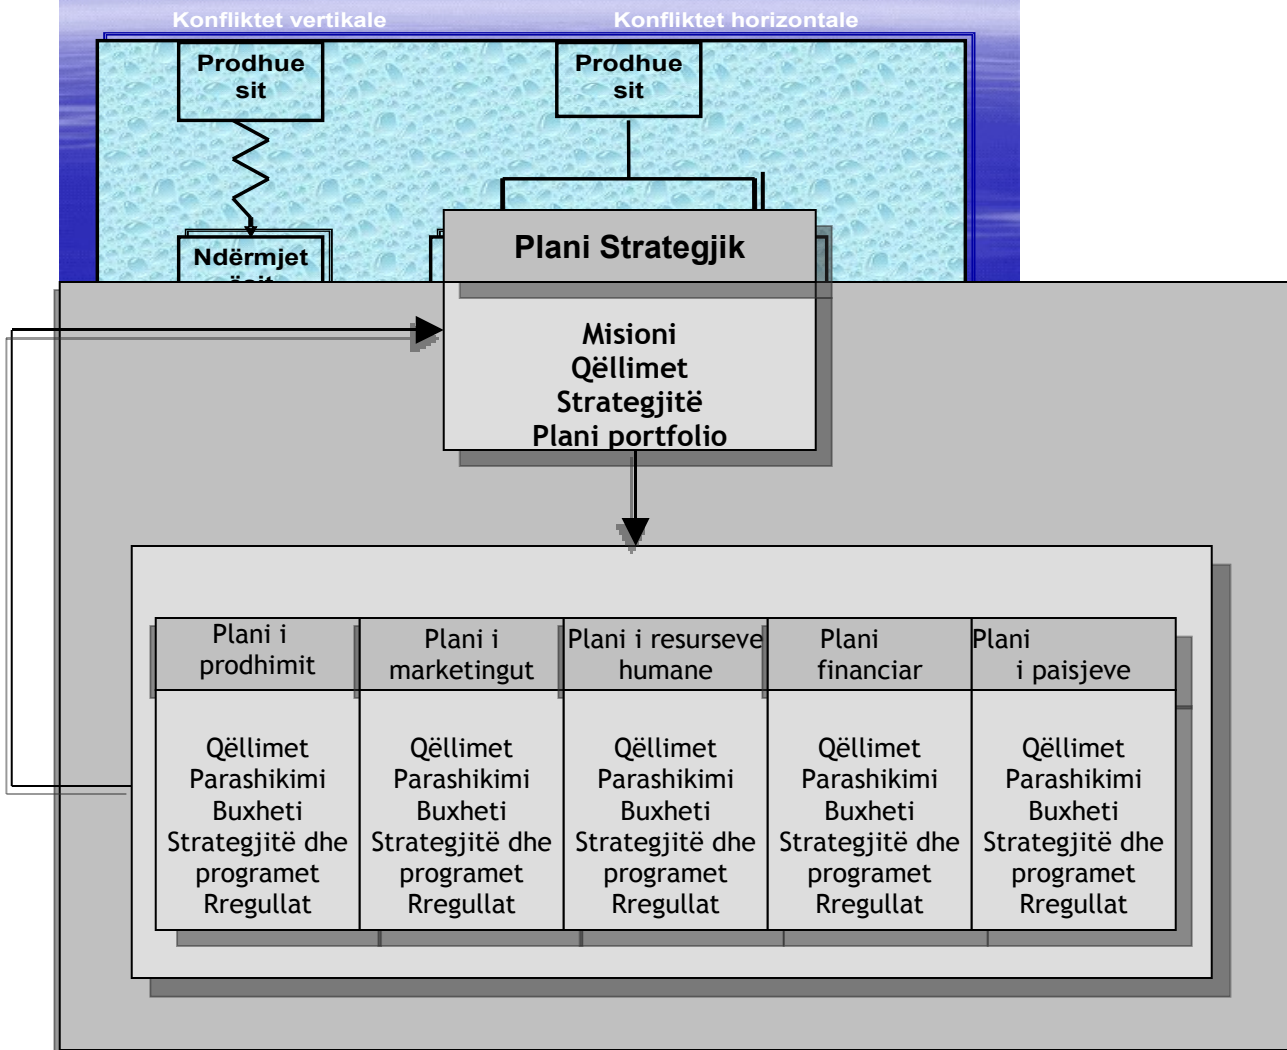 Konfliktet vertikale Konfliktet horizontale
Prodhue
sit
Prodhue
sit
Ndërmjet
Plani Strategjik
Misioni
Qëllimet
Strategjitë
Plani portfolio
Plani i
prodhimit
Plani i
marketingut
Plani i resurseve
humane
Plani
financiar
Plani
i paisjeve
Qëllimet
Parashikimi
Buxheti
Strategjitë dhe
programet
Rregullat
Qëllimet
Parashikimi
Buxheti
Strategjitë dhe
programet
Rregullat
Qëllimet
Parashikimi
Buxheti
Strategjitë dhe
programet
Rregullat
Qëllimet
Parashikimi
Buxheti
Strategjitë dhe
programet
Rregullat
Qëllimet
Parashikimi
Buxheti
Strategjitë dhe
programet
Rregullat